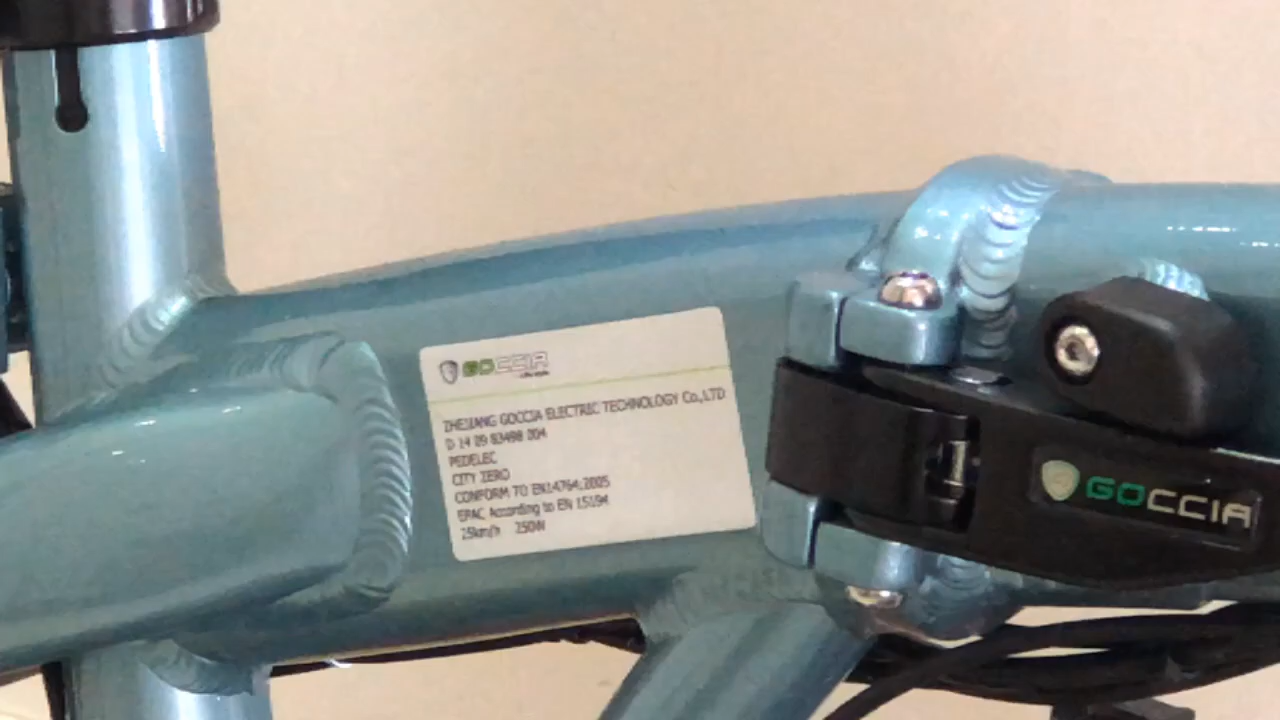 GOCCIA
ZHEJIANG GOCCIA ELECTRIC TECHNOLOGY Co.,LTD
D 14 09 83498 004
PEDELEC
CITY ZERO
CONFORM TO EN14764:2005
EPAC According to EN 15194
25km/h 250W
GOCCIA